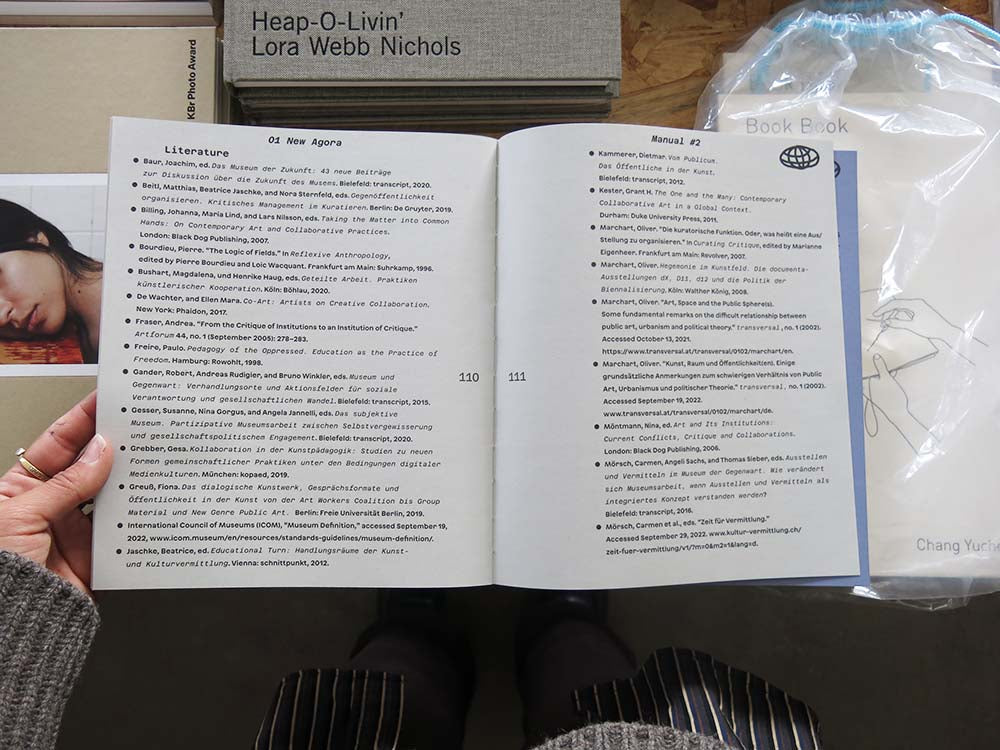 Heap-O-Livin'
Lora Webb Nichols
KBr Photo Award
Book Book
01 New Agora
Literature
Baur, Joachim, ed. Das Museum der Zukunft: 43 neue Beiträge
zur Diskussion über die Zukunft des Musems. Bielefeld: transcript, 2020.
Beitl, Matthias, Beatrice Jaschke, and Nora Sternfeld, eds. Gegenöffentlichkeit
organisieren. Kritisches Management im Kuratieren. Berlin: De Gruyter, 2019.
Billing, Johanna, Maria Lind, and Lars Nilsson, eds. Taking the Matter into Common
Hands: On Contemporary Art and Collaborative Practices.
London: Black Dog Publishing, 2007.
Bourdieu, Pierre. "The Logic of Fields." In Reflexive Anthropology,
edited by Pierre Bourdieu and Loic Wacquant. Frankfurt am Main: Suhrkamp, 1996.
Bushart, Magdalena, und Henrike Haug, eds. Geteilte Arbeit. Praktiken
künstlerischer Kooperation. Köln: Böhlau, 2020.
De Wachter, and Ellen Mara. Co-Art: Artists on Creative Collaboration.
New York: Phaidon, 2017.
Fraser, Andrea. "From the Critique of Institutions to an Institution of Critique."
Artforum 44, no. 1 (September 2005): 278–283.
Freire, Paulo. Pedagogy of the Oppressed. Education as the Practice of
Freedom. Hamburg: Rowohlt, 1998.
Gander, Robert, Andreas Rudigier, and Bruno Winkler, eds. Museum und
Gegenwart: Verhandlungsorte und Aktionsfelder für soziale
Verantwortung und gesellschaftlichen Wandel. Bielefeld: transcript, 2015.
Gesser, Susanne, Nina Gorgus, and Angela Jannelli, eds. Das subjektive
Museum. Partizipative Museumsarbeit zwischen Selbstvergewisserung
und gesellschaftspolitischem Engagement. Bielefeld: transcript, 2020.
Grebber, Gesa. Kollaboration in der Kunstpädagogik: Studien zu neuen
Formen gemeinschaftlicher Praktiken unter den Bedingungen digitaler
Medienkulturen. München: kopaed, 2019.
Greuß, Fiona. Das dialogische Kunstwerk, Gesprächsformate und
Öffentlichkeit in der Kunst von der Art Workers Coalition bis Group
Material und New Genre Public Art. Berlin: Freie Universität Berlin, 2019.
International Council of Museums (ICOM), "Museum Definition," accessed September 19,
2022, www.icom.museum/en/resources/standards-guidelines/museum-definition/.
Jaschke, Beatrice, ed. Educational Turn: Handlungsräume der Kunst-
und Kulturvermittlung. Vienna: schnittpunkt, 2012.
110
Manual #2
Kammerer, Dietmar. Vom Publicum.
Das Öffentliche in der Kunst.
Bielefeld: transcript, 2012.
Kester, Grant H. The One and the Many: Contemporary
Collaborative Art in a Global Context.
Durham: Duke University Press, 2011.
Marchart, Oliver. "Die kuratorische Funktion. Oder, was heißt eine Aus/
Stellung zu organisieren." In Curating Critique, edited by Marianne
Eigenheer. Frankfurt am Main: Revolver, 2007.
Marchart, Oliver. Hegemonie im Kunstfeld. Die documenta-
Ausstellungen dX, D11, d12 und die Politik der
Biennalisierung. Köln: Walther König, 2008.
Marchart, Oliver. "Art, Space and the Public Sphere(s).
Some fundamental remarks on the difficult relationship between
public art, urbanism and political theory." transversal, no. 1 (2002).
Accessed October 13, 2021.
https://www.transversal.at/transversal/0102/marchart/en.
Marchart, Oliver. "Kunst, Raum und Öffentlichkeit(en). Einige
grundsätzliche Anmerkungen zum schwierigen Verhältnis von Public
Art, Urbanismus und politischer Theorie." transversal, no. 1 (2002).
Accessed September 19, 2022.
www.transversal.at/transversal/0102/marchart/de.
Möntmann, Nina, ed. Art and Its Institutions:
Current Conflicts, Critique and Collaborations.
London: Black Dog Publishing, 2006.
Mörsch, Carmen, Angeli Sachs, and Thomas Sieber, eds. Ausstellen
und Vermitteln im Museum der Gegenwart. Wie verändert
sich Museumsarbeit, wenn Ausstellen und Vermitteln als
integriertes Konzept verstanden werden?
Bielefeld: transcript, 2016.
Mörsch, Carmen et al., eds. "Zeit für Vermittlung."
Accessed September 29, 2022. www.kultur-vermittlung.ch/
zeit-fuer-vermittlung/v1/?m=0&m2=1&lang=d.
111
Chang Yuche